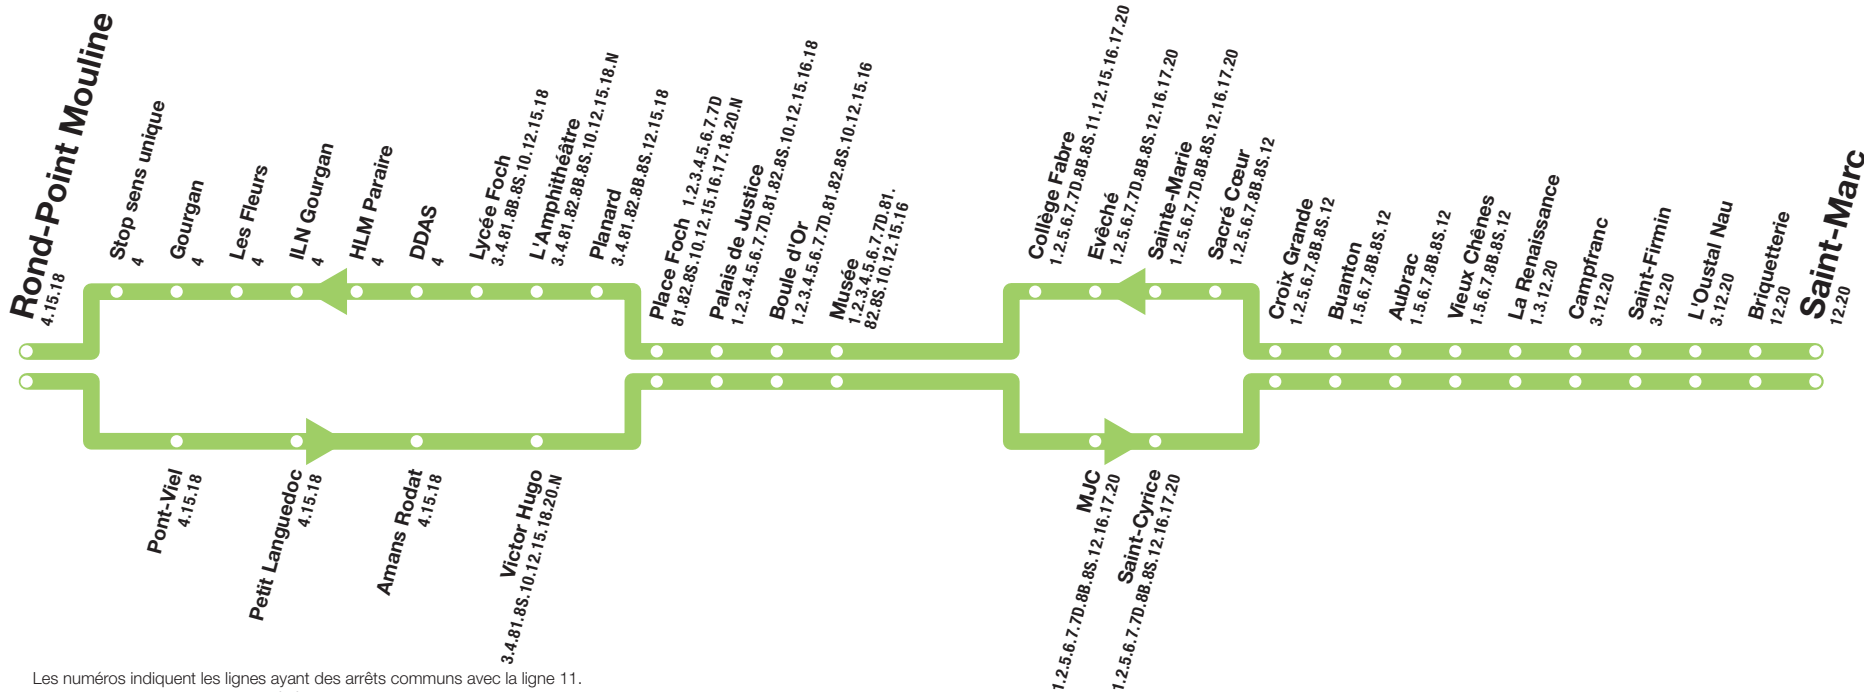 Rond-Point Mouline
4.15.18
Stop sens unique
4
Gourgan
4
Les Fleurs
4
ILN Gourgan
4
HLM Paraire
4
DDAS
4
Lycée Foch
3.4.81.8B.8S.10.12.15.18
L'Amphithéâtre
3.4.81.82.8B.8S.10.12.15.18.N
Planard
3.4.81.82.8B.8S.12.15.18
Place Foch 1.2.3.4.5.6.7.7D
81.82.8S.10.12.15.16.17.18.20.N
Palais de Justice
1.2.3.4.5.6.7.7D.81.82.8S.10.12.15.16.18
Boule d'Or
1.2.3.4.5.6.7.7D.81.82.8S.10.12.15.16
Musée
1.2.3.4.5.6.7.7D.81.
82.8S.10.12.15.16
Collège Fabre
1.2.5.6.7.7D.8B.8S.11.12.15.16.17.20
Evêché
1.2.5.6.7.7D.8B.8S.12.16.17.20
Sainte-Marie
1.2.5.6.7.7D.8B.8S.12.16.17.20
Sacré Cœur
1.2.5.6.7.8B.8S.12
Croix Grande
1.2.5.6.7.8B.8S.12
Buanton
1.5.6.7.8B.8S.12
Aubrac
1.5.6.7.8B.8S.12
Vieux Chênes
1.5.6.7.8B.8S.12
La Renaissance
1.3.12.20
Campfranc
3.12.20
Saint-Firmin
3.12.20
L'Oustal Nau
3.12.20
Briquetterie
12.20
Saint-Marc
12.20
Pont-Viel
4.15.18
Petit Languedoc
4.15.18
Amans Rodat
4.15.18
Victor Hugo
3.4.81.8S.10.12.15.18.20.N
MJC
1.2.5.6.7.7D.8B.8S.12.16.17.20
Saint-Cyrice
1.2.5.6.7.7D.8B.8S.12.16.17.20
Les numéros indiquent les lignes ayant des arrêts communs avec la ligne 11.